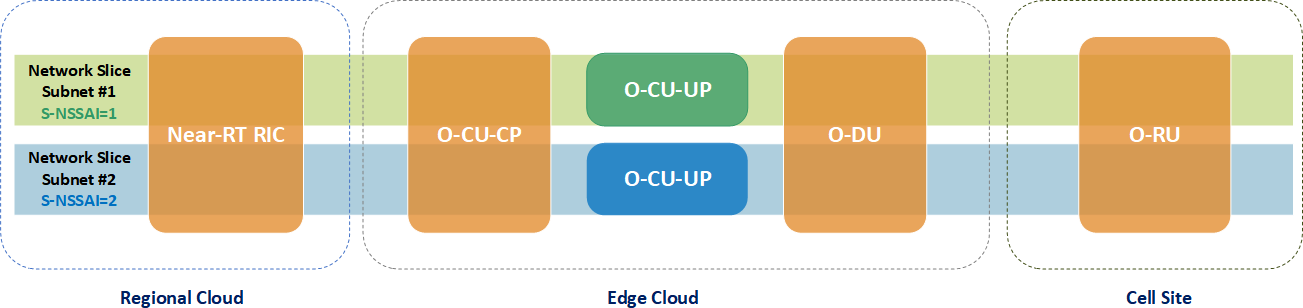 Network Slice
Subnet #1
S-NSSAI=1
Near-RT RIC
O-CU-CP
O-CU-UP
O-DU
O-RU
Network Slice
Subnet #2
S-NSSAI=2
O-CU-UP
Regional Cloud
Edge Cloud
Cell Site